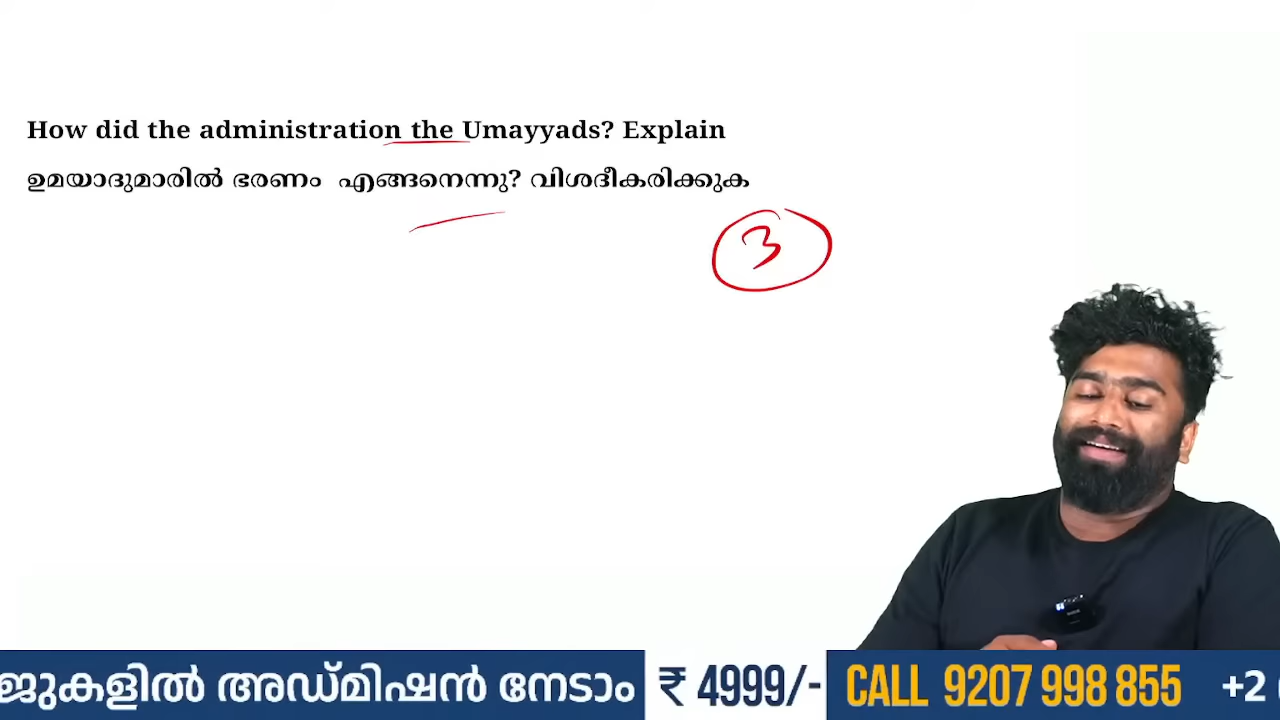 How did the administration the Umayyads? Explain
ഉമയാദുമാരിൽ ഭരണം എങ്ങനെന്നു? വിശദീകരിക്കുക
3
ജുകളിൽ അഡ്മിഷൻ നേടാം ₹ 4999/- CALL 9207 998 855 +2